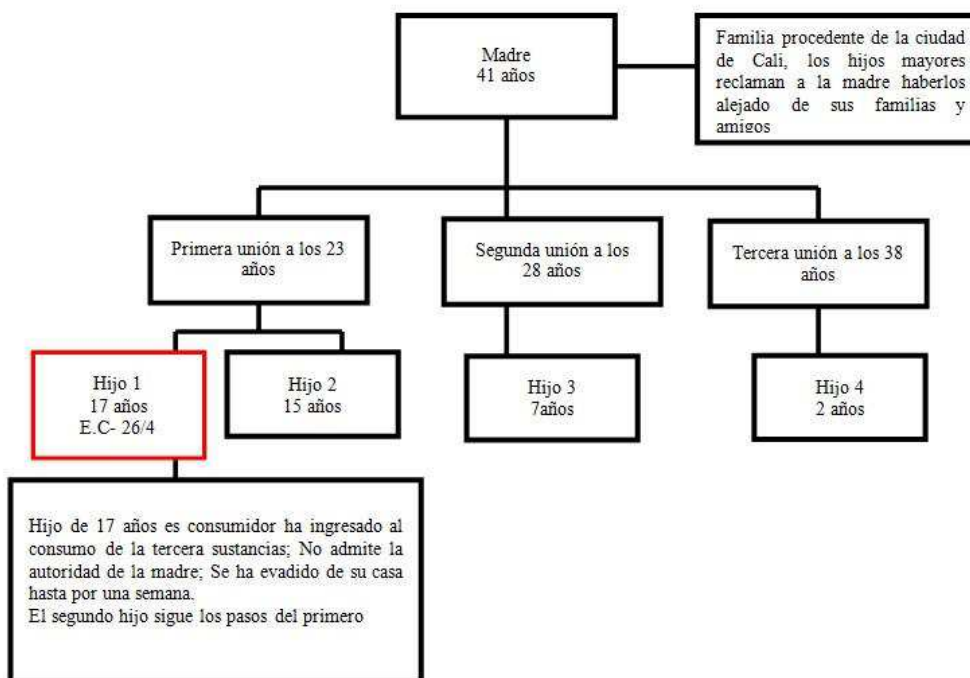 Madre
41 años
Familia procedente de la ciudad
de Cali, los hijos mayores
reclaman a la madre haberlos
alejado de sus familias y
amigos
Primera unión a los 23
años
Segunda unión a los
28 años
Tercera unión a los 38
años
Hijo 1
17 años
E.C- 26/4
Hijo 2
15 años
Hijo 3
7años
Hijo 4
2 años
Hijo de 17 años es consumidor ha ingresado al
consumo de la tercera sustancias; No admite la
autoridad de la madre; Se ha evadido de su casa
hasta por una semana.
El segundo hijo sigue los pasos del primero